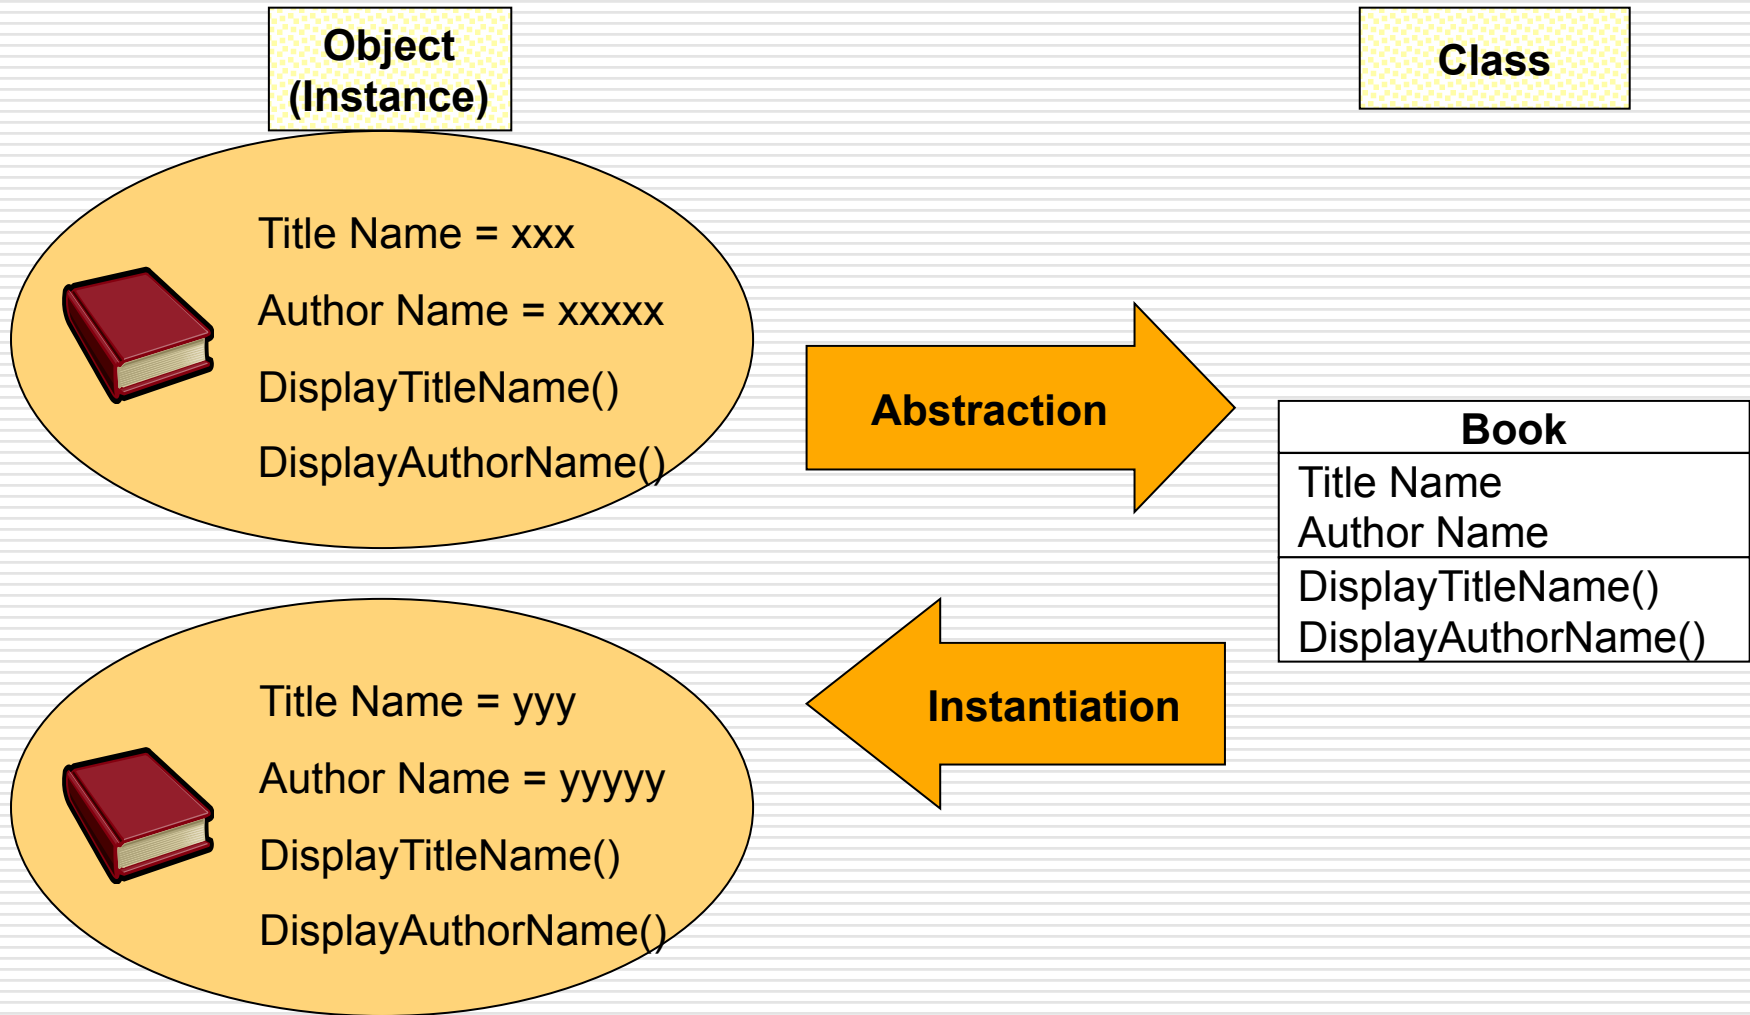 Object
(Instance)
Class
Title Name = xxx
Author Name = xxxxx
DisplayTitleName()
DisplayAuthorName()
Abstraction
Book
Title Name
Author Name
DisplayTitleName()
DisplayAuthorName()
Instantiation
Title Name = yyy
Author Name = yyyyy
DisplayTitleName()
DisplayAuthorName()